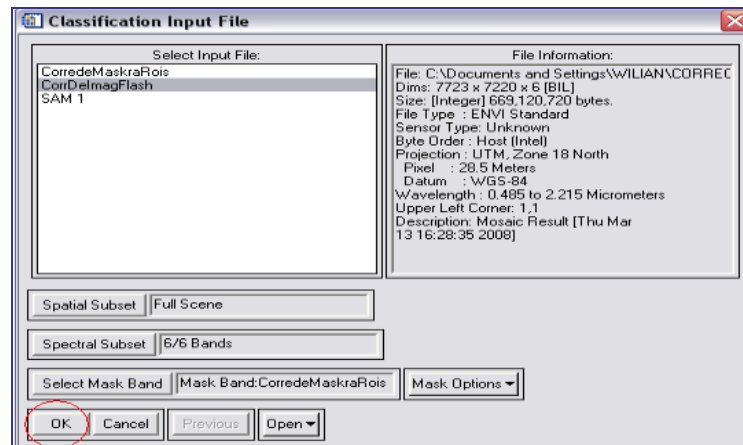 Classification Input File
Select Input File:
CorredeMaskraRois
CorrDeImagFlash
SAM 1
File Information:
File: C:\Documents and Settings\WILIAN\CORREC
Dims: 7723 x 7220 x 6 [BIL]
Size: [Integer] 669,120,720 bytes.
File Type : ENVI Standard
Sensor Type: Unknown
Byte Order : Host (Intel)
Projection : UTM, Zone 18 North
Pixel : 28.5 Meters
Datum : WGS-84
Wavelength : 0.485 to 2.215 Micrometers
Upper Left Corner: 1,1
Description: Mosaic Result [Thu Mar
13 16:28:35 2008]
Spatial Subset Full Scene
Spectral Subset 6/6 Bands
Select Mask Band Mask Band:CorredeMaskraRois Mask Options
OK Cancel Previous Open